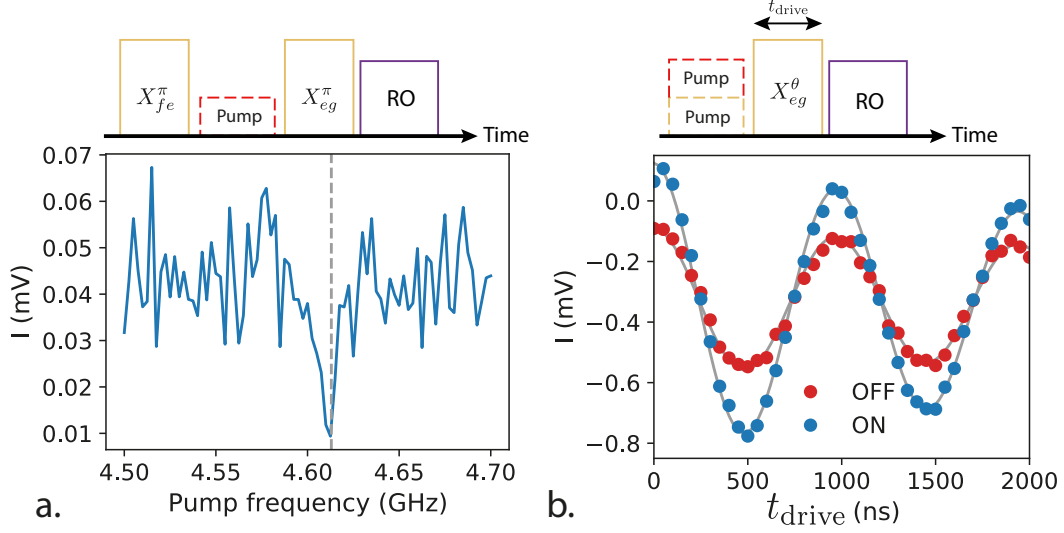 X^π_fe
Pump
X^π_eg
RO
Time
0.07
0.06
0.05
0.04
0.03
0.02
0.01
I (mV)
4.50
4.55
4.60
4.65
4.70
Pump frequency (GHz)
a.
t_drive
Pump
Pump
X^θ_eg
RO
Time
0.0
−0.2
−0.4
−0.6
−0.8
I (mV)
OFF
ON
0
500
1000
1500
2000
t_drive (ns)
b.